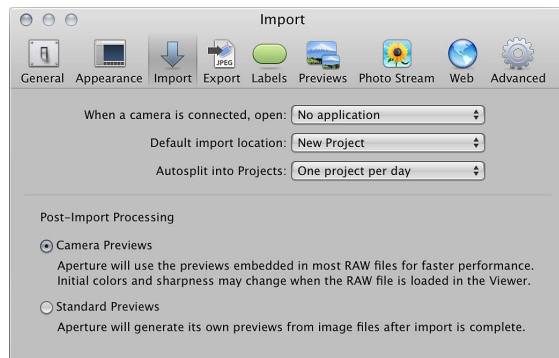 Import
JPEG
General Appearance Import Export Labels Previews Photo Stream Web Advanced
When a camera is connected, open: No application
Default import location: New Project
Autosplit into Projects: One project per day
Post-Import Processing
Camera Previews
Aperture will use the previews embedded in most RAW files for faster performance.
Initial colors and sharpness may change when the RAW file is loaded in the Viewer.
Standard Previews
Aperture will generate its own previews from image files after import is complete.